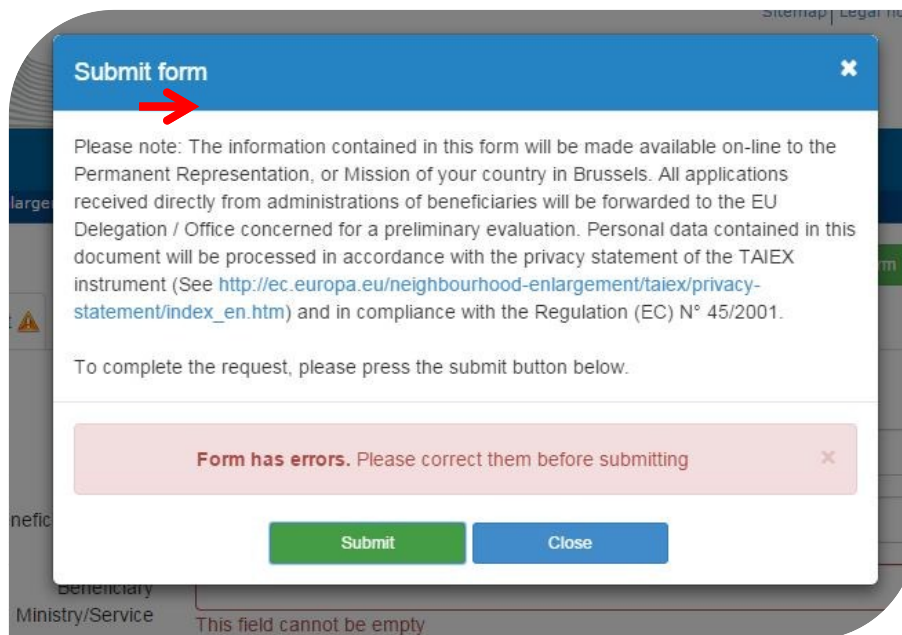 Sitemap | Legal
Submit form
Please note: The information contained in this form will be made available on-line to the
Permanent Representation, or Mission of your country in Brussels. All applications
received directly from administrations of beneficiaries will be forwarded to the EU
Delegation / Office concerned for a preliminary evaluation. Personal data contained in this
document will be processed in accordance with the privacy statement of the TAIEX
instrument (See http://ec.europa.eu/neighbourhood-enlargement/taiex/privacy-
statement/index_en.htm) and in compliance with the Regulation (EC) N° 45/2001.
To complete the request, please press the submit button below.
Form has errors. Please correct them before submitting
Submit Close
Beneficiary
Ministry/Service
This field cannot be empty